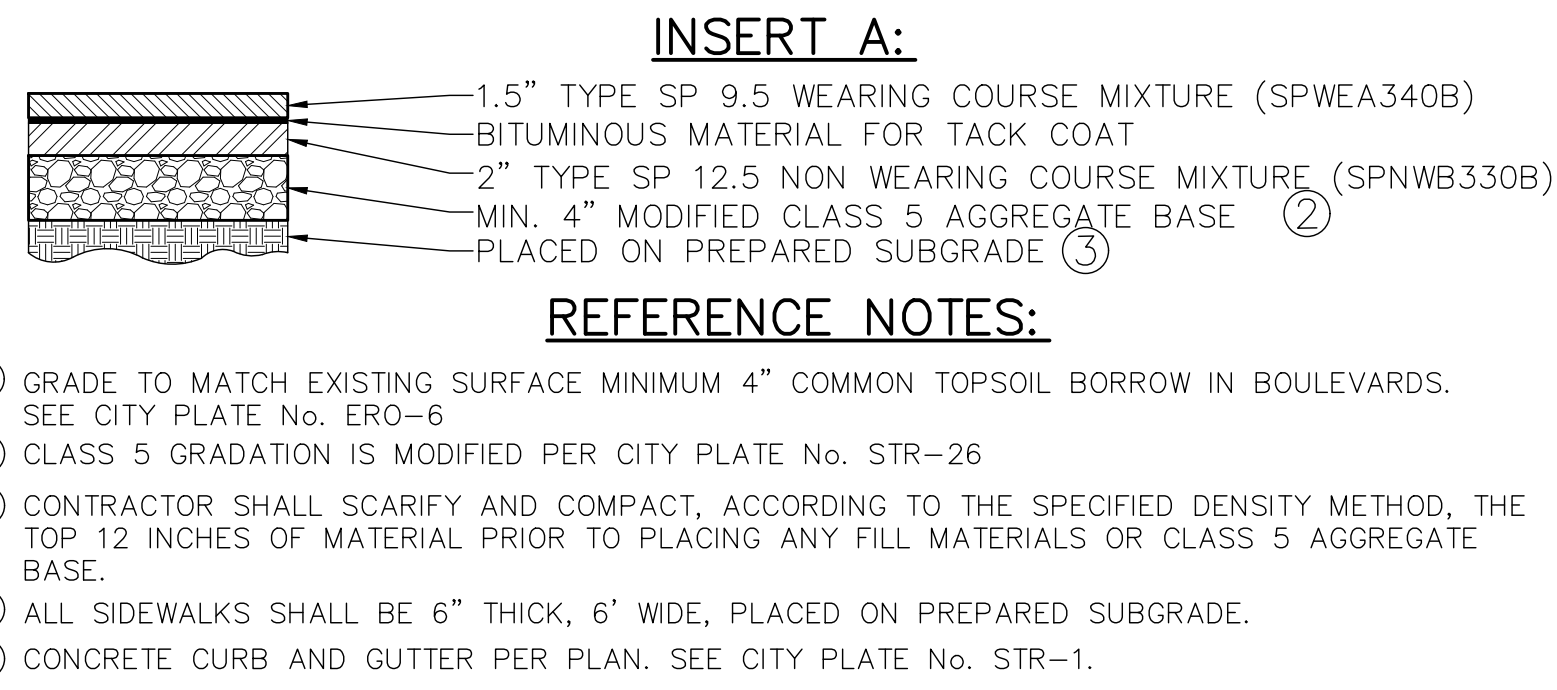 INSERT A:
1.5” TYPE SP 9.5 WEARING COURSE MIXTURE (SPWEA340B)
BITUMINOUS MATERIAL FOR TACK COAT
2” TYPE SP 12.5 NON WEARING COURSE MIXTURE (SPNWB330B)
MIN. 4” MODIFIED CLASS 5 AGGREGATE BASE 2
PLACED ON PREPARED SUBGRADE 3
REFERENCE NOTES:
GRADE TO MATCH EXISTING SURFACE MINIMUM 4” COMMON TOPSOIL BORROW IN BOULEVARDS.
SEE CITY PLATE No. ERO–6
CLASS 5 GRADATION IS MODIFIED PER CITY PLATE No. STR–26
CONTRACTOR SHALL SCARIFY AND COMPACT, ACCORDING TO THE SPECIFIED DENSITY METHOD, THE
TOP 12 INCHES OF MATERIAL PRIOR TO PLACING ANY FILL MATERIALS OR CLASS 5 AGGREGATE
BASE.
ALL SIDEWALKS SHALL BE 6” THICK, 6’ WIDE, PLACED ON PREPARED SUBGRADE.
CONCRETE CURB AND GUTTER PER PLAN. SEE CITY PLATE No. STR–1.